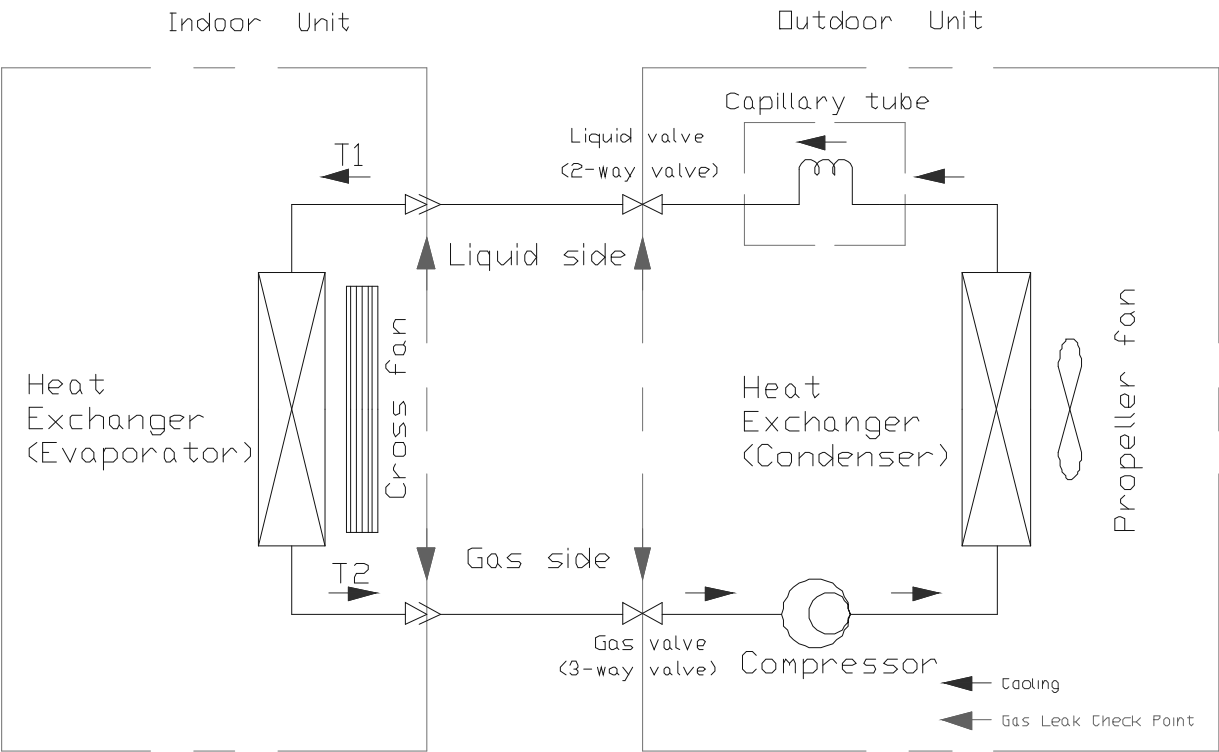 Indoor Unit
Outdoor Unit
Capillary tube
Liquid valve
(2-way valve)
T1
Liquid side
Heat
Exchanger
(Evaporator)
Cross fan
Heat
Exchanger
(Condenser)
Propeller fan
T2
Gas side
Gas valve
(3-way valve)
Compressor
Cooling
Gas Leak Check Point